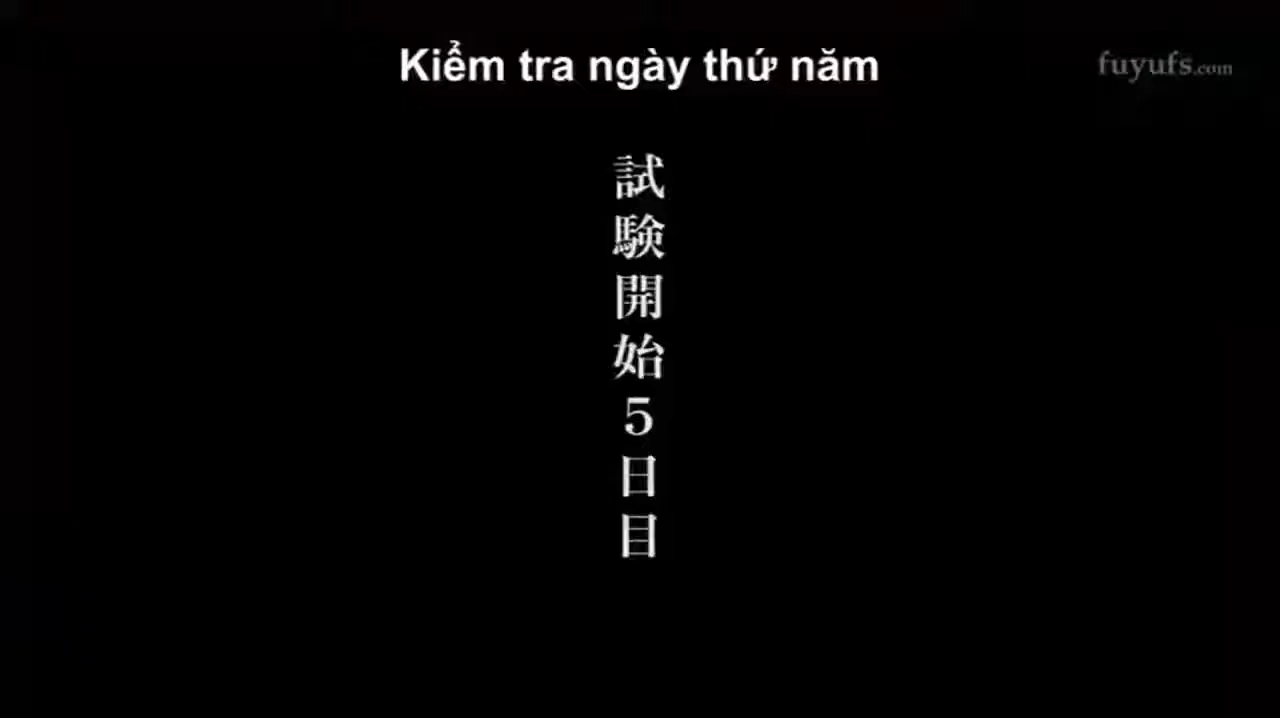 Kiểm tra ngày thứ năm
fuyufs.com
試験開始5日目